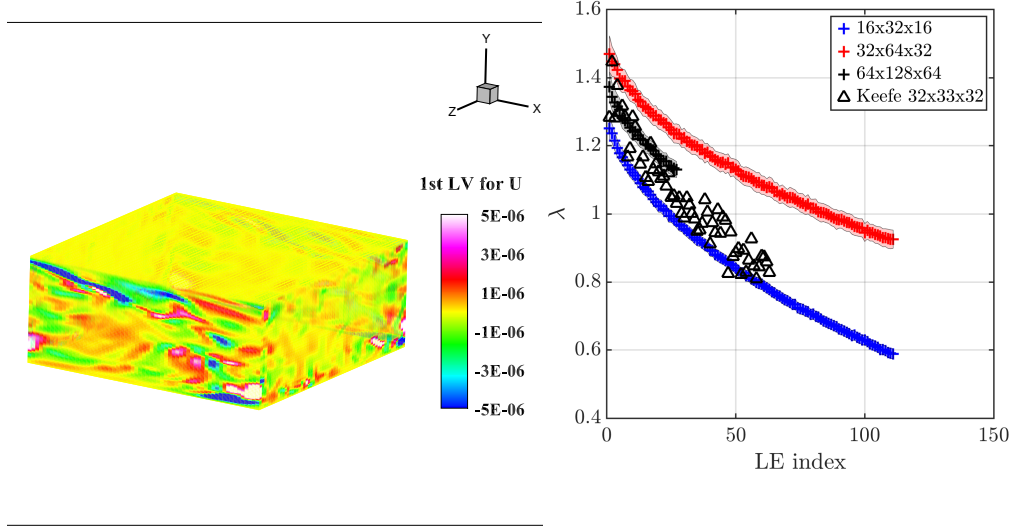 Y
Z
X
1st LV for U
5E-06
3E-06
1E-06
-1E-06
-3E-06
-5E-06
1.6
1.4
1.2
1
0.8
0.6
0.4
λ
0
50
100
150
LE index
16x32x16
32x64x32
64x128x64
Keefe 32x33x32